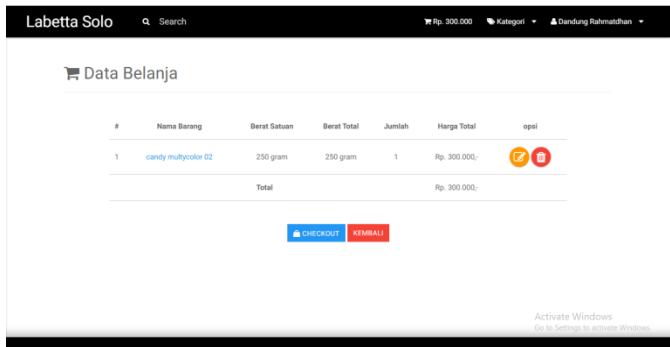 Labetta Solo Search Rp. 300.000 Kategori Dandung Rahmatdhan
Data Belanja
# Nama Barang Berat Satuan Berat Total Jumlah Harga Total opsi
1 candy multycolor 02 250 gram 250 gram 1 Rp. 300.000,-
Total Rp. 300.000,-
CHECKOUT KEMBALI
Activate Windows
Go to Settings to activate Windows.